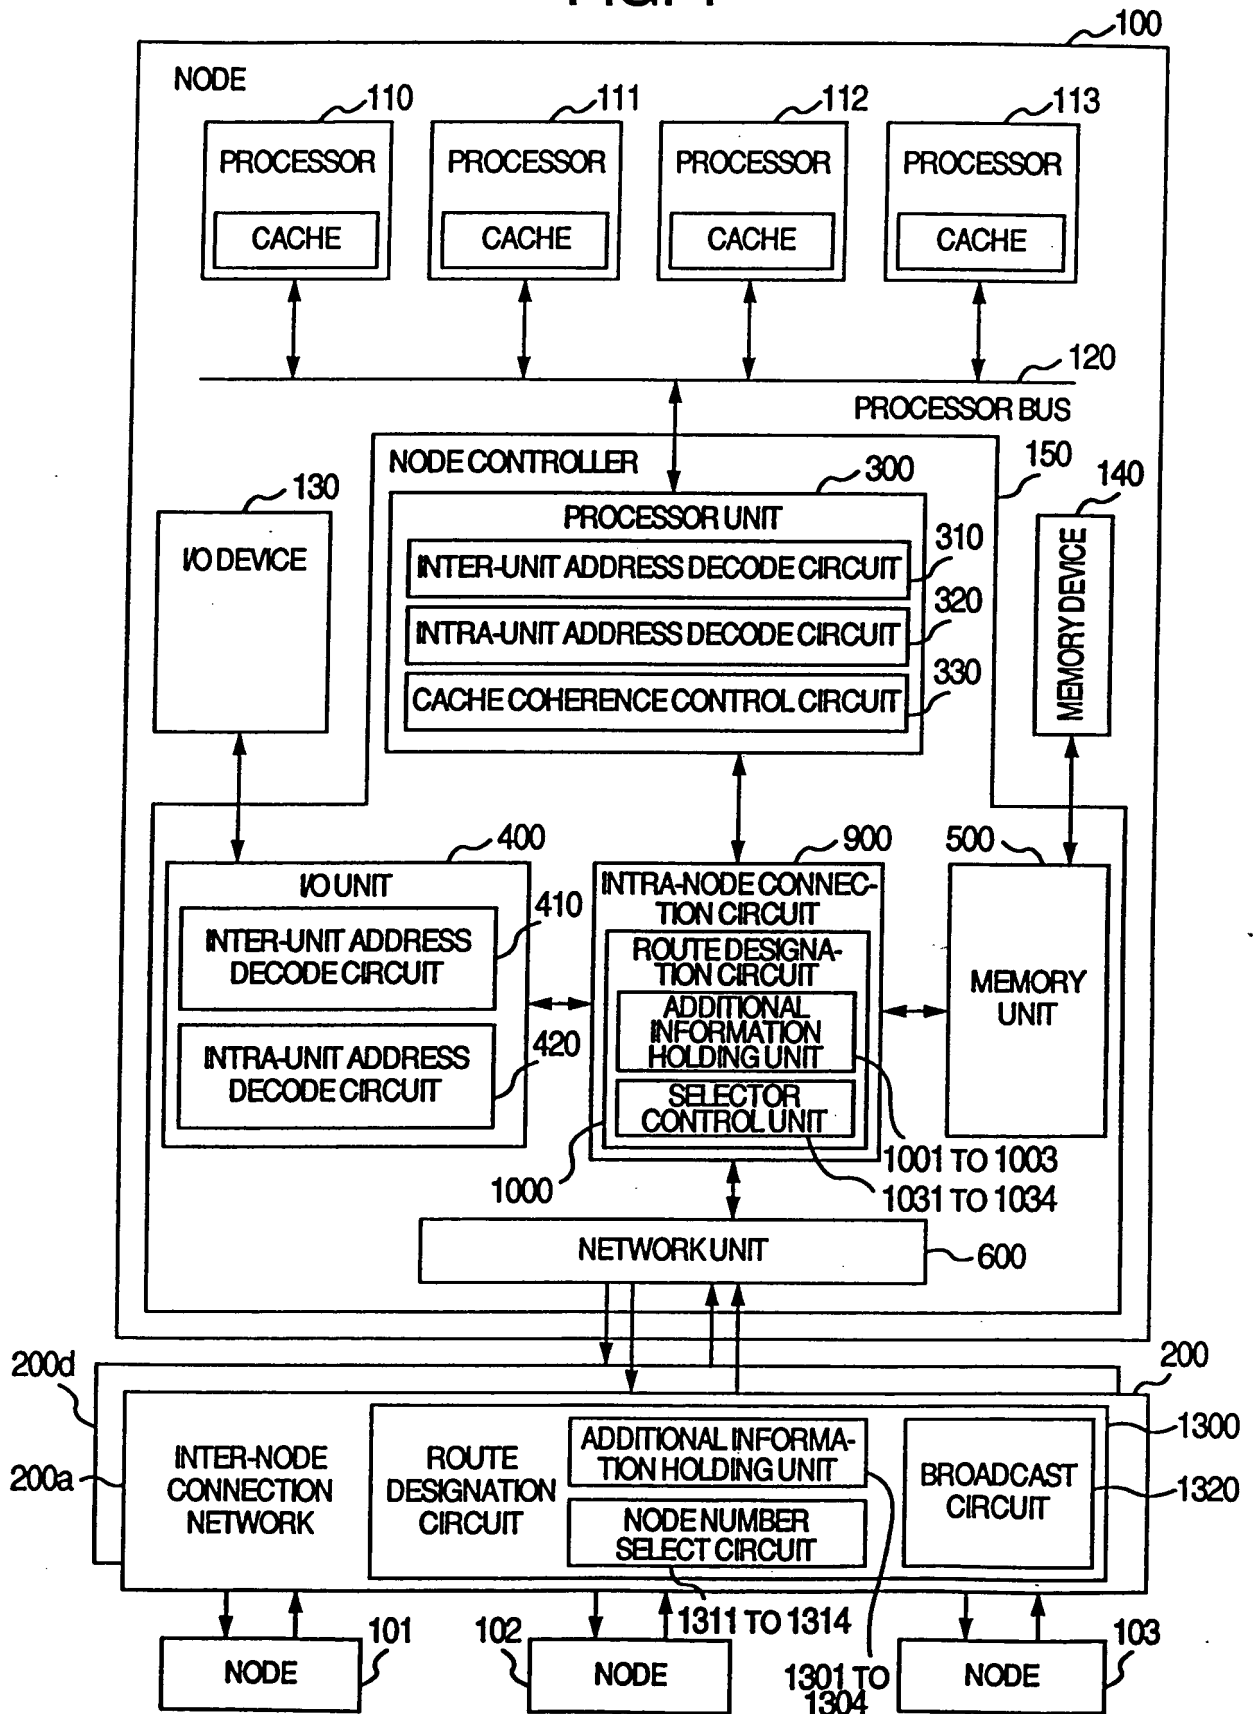 100
NODE
110
111
112
113
PROCESSOR
PROCESSOR
PROCESSOR
PROCESSOR
CACHE
CACHE
CACHE
CACHE
120
PROCESSOR BUS
NODE CONTROLLER
150
130
300
140
I/O DEVICE
PROCESSOR UNIT
310
INTER-UNIT ADDRESS DECODE CIRCUIT
320
INTRA-UNIT ADDRESS DECODE CIRCUIT
330
CACHE COHERENCE CONTROL CIRCUIT
MEMORY DEVICE
400
900
500
I/O UNIT
410
INTER-UNIT ADDRESS
DECODE CIRCUIT
420
INTRA-UNIT ADDRESS
DECODE CIRCUIT
INTRA-NODE CONNEC-
TION CIRCUIT
ROUTE DESIGNA-
TION CIRCUIT
ADDITIONAL
INFORMATION
HOLDING UNIT
SELECTOR
CONTROL UNIT
MEMORY
UNIT
1000
1001 TO 1003
1031 TO 1034
NETWORK UNIT
600
200d
200
200a
INTER-NODE
CONNECTION
NETWORK
ROUTE
DESIGNATION
CIRCUIT
ADDITIONAL INFORMA-
TION HOLDING UNIT
NODE NUMBER
SELECT CIRCUIT
BROADCAST
CIRCUIT
1300
1320
1311 TO 1314
1301 TO
1304
101
NODE
102
NODE
103
NODE